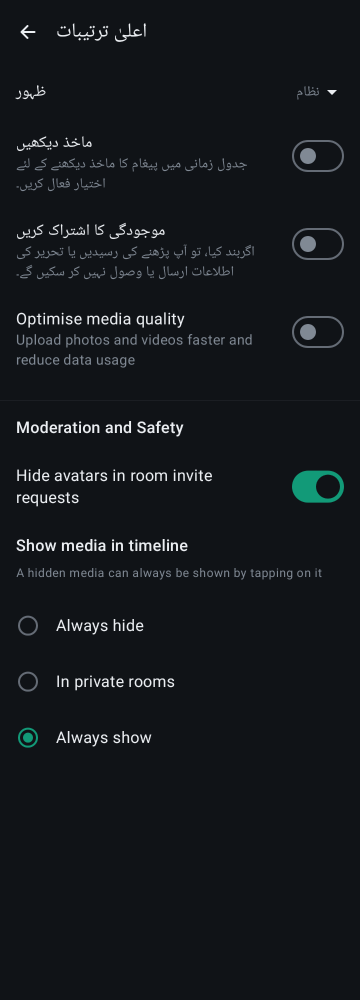 اعلیٰ ترتیبات
ظہور
نظام
ماخذ دیکھیں
جدول زمانی میں پیغام کا ماخذ دیکھنے کے لئے
اختیار فعال کریں۔
موجودگی کا اشتراک کریں
اگربند کیا، تو آپ پڑھنے کی رسیدیں یا تحریر کی
اطلاعات ارسال یا وصول نہیں کر سکیں گے۔
Optimise media quality
Upload photos and videos faster and
reduce data usage
Moderation and Safety
Hide avatars in room invite
requests
Show media in timeline
A hidden media can always be shown by tapping on it
Always hide
In private rooms
Always show